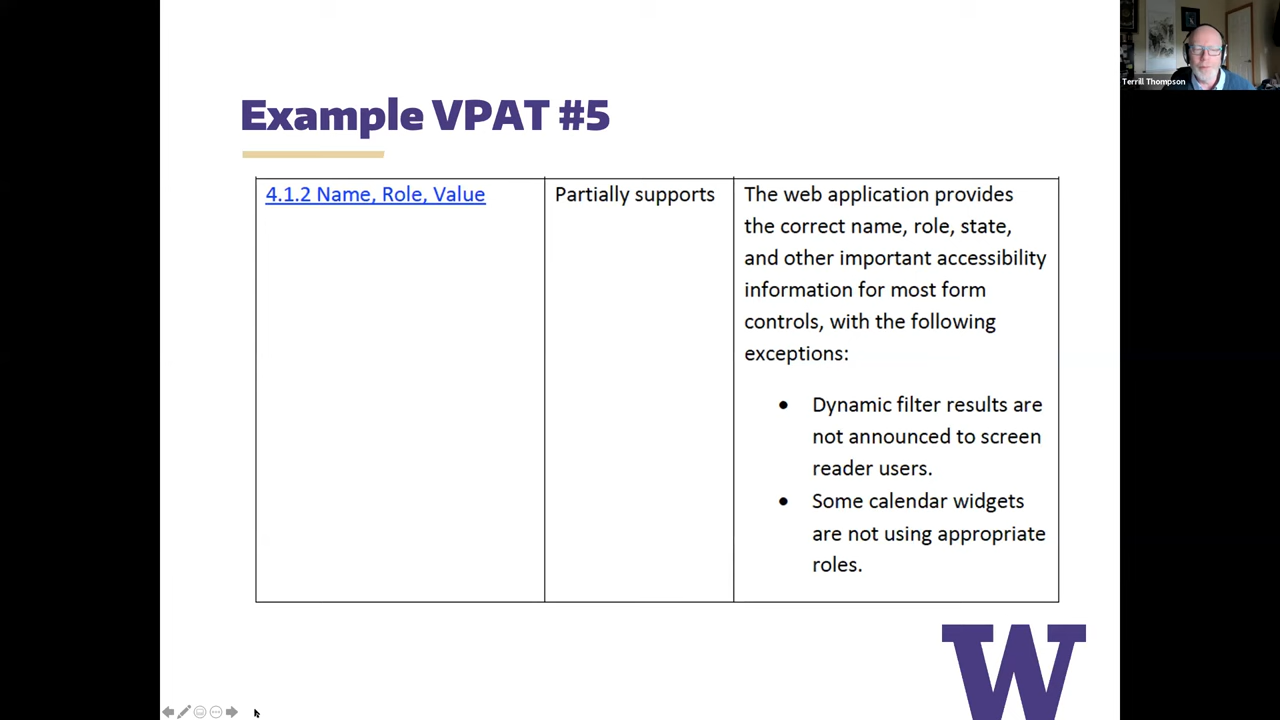 Terrill Thompson
Example VPAT #5
4.1.2 Name, Role, Value
Partially supports
The web application provides
the correct name, role, state,
and other important accessibility
information for most form
controls, with the following
exceptions:
• Dynamic filter results are
not announced to screen
reader users.
• Some calendar widgets
are not using appropriate
roles.
W